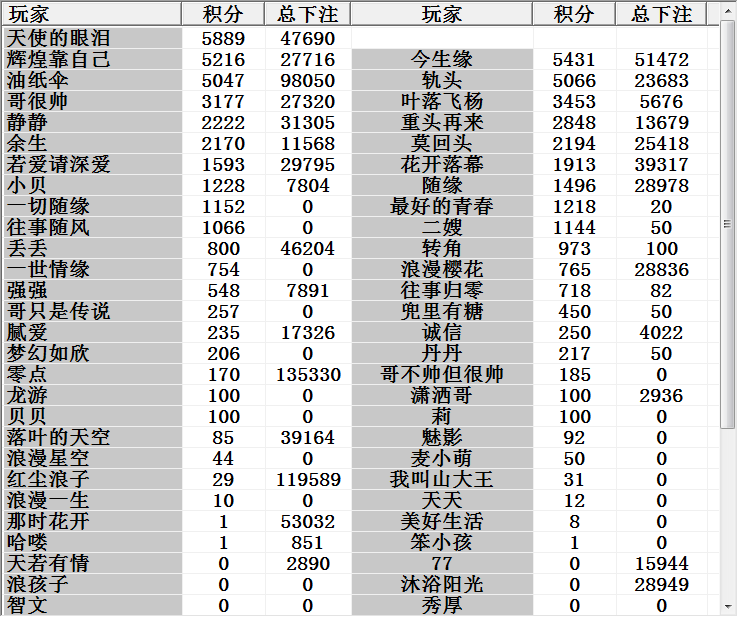 玩家 积分 总下注 玩家 积分 总下注
天使的眼泪 5889 47690
辉煌靠自己 5216 27716 今生缘 5431 51472
油纸伞 5047 98050 轨头 5066 23683
哥很帅 3177 27320 叶落飞杨 3453 5676
静静 2222 31305 重头再来 2848 13679
余生 2170 11568 莫回头 2194 25418
若爱请深爱 1593 29795 花开落幕 1913 39317
小贝 1228 7804 随缘 1496 28978
一切随缘 1152 0 最好的青春 1218 20
往事随风 1066 0 二嫂 1144 50
丢丢 800 46204 转角 973 100
一世情缘 754 0 浪漫樱花 765 28836
强强 548 7891 往事归零 718 82
哥只是传说 257 0 兜里有糖 450 50
腻爱 235 17326 诚信 250 4022
梦幻如欣 206 0 丹丹 217 50
零点 170 135330 哥不帅但很帅 185 0
龙游 100 0 潇洒哥 100 2936
贝贝 100 0 莉 100 0
落叶的天空 85 39164 魅影 92 0
浪漫星空 44 0 麦小萌 50 0
红尘浪子 29 119589 我叫山大王 31 0
浪漫一生 10 0 天天 12 0
那时花开 1 53032 美好生活 8 0
哈喽 1 851 笨小孩 1 0
天若有情 0 2890 77 0 15944
浪孩子 0 0 沐浴阳光 0 28949
智文 0 0 秀厚 0 0